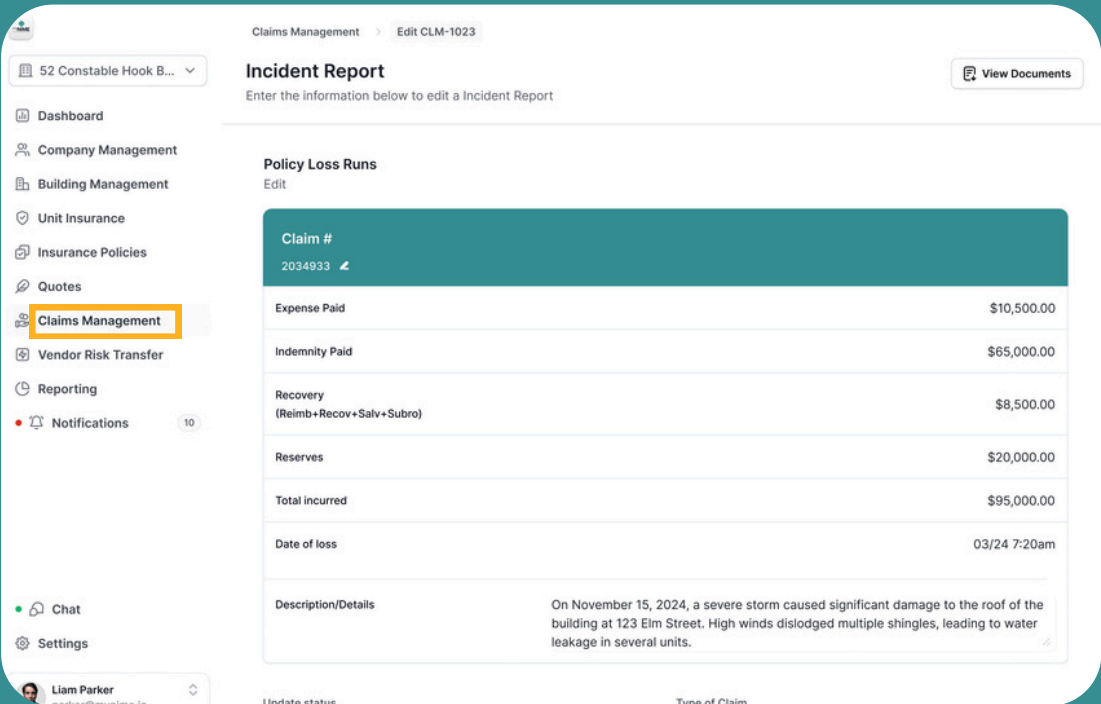 Claims Management > Edit CLM-1023
52 Constable Hook B...
Incident Report
View Documents
Enter the information below to edit a Incident Report
Dashboard
Company Management
Building Management
Unit Insurance
Insurance Policies
Quotes
Claims Management
Vendor Risk Transfer
Reporting
Notifications 10
Chat
Settings
Liam Parker
Policy Loss Runs
Edit
Claim #
2034933
Expense Paid $10,500.00
Indemnity Paid $65,000.00
Recovery
(Reimb+Recov+Salv+Subro) $8,500.00
Reserves $20,000.00
Total incurred $95,000.00
Date of loss 03/24 7:20am
Description/Details
On November 15, 2024, a severe storm caused significant damage to the roof of the
building at 123 Elm Street. High winds dislodged multiple shingles, leading to water
leakage in several units.
Update status
Type of Claim